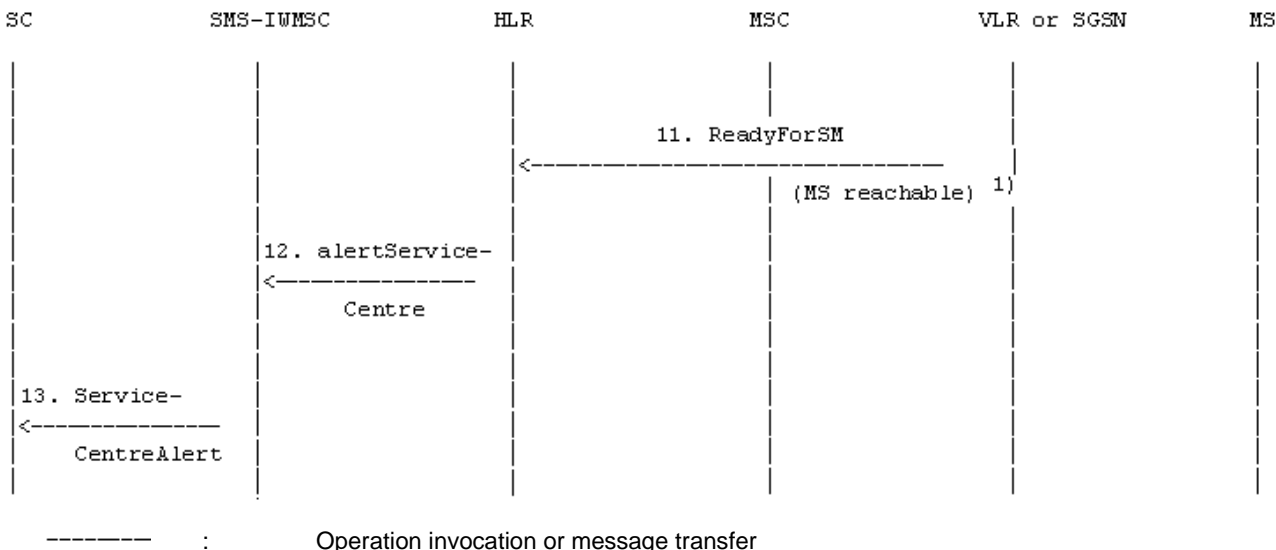 SC SMS-IWMSC HLR MSC VLR or SGSN MS
11. ReadyForSM
(MS reachable) 1)
12. alertService-
Centre
13. Service-
CentreAlert
: Operation invocation or message transfer